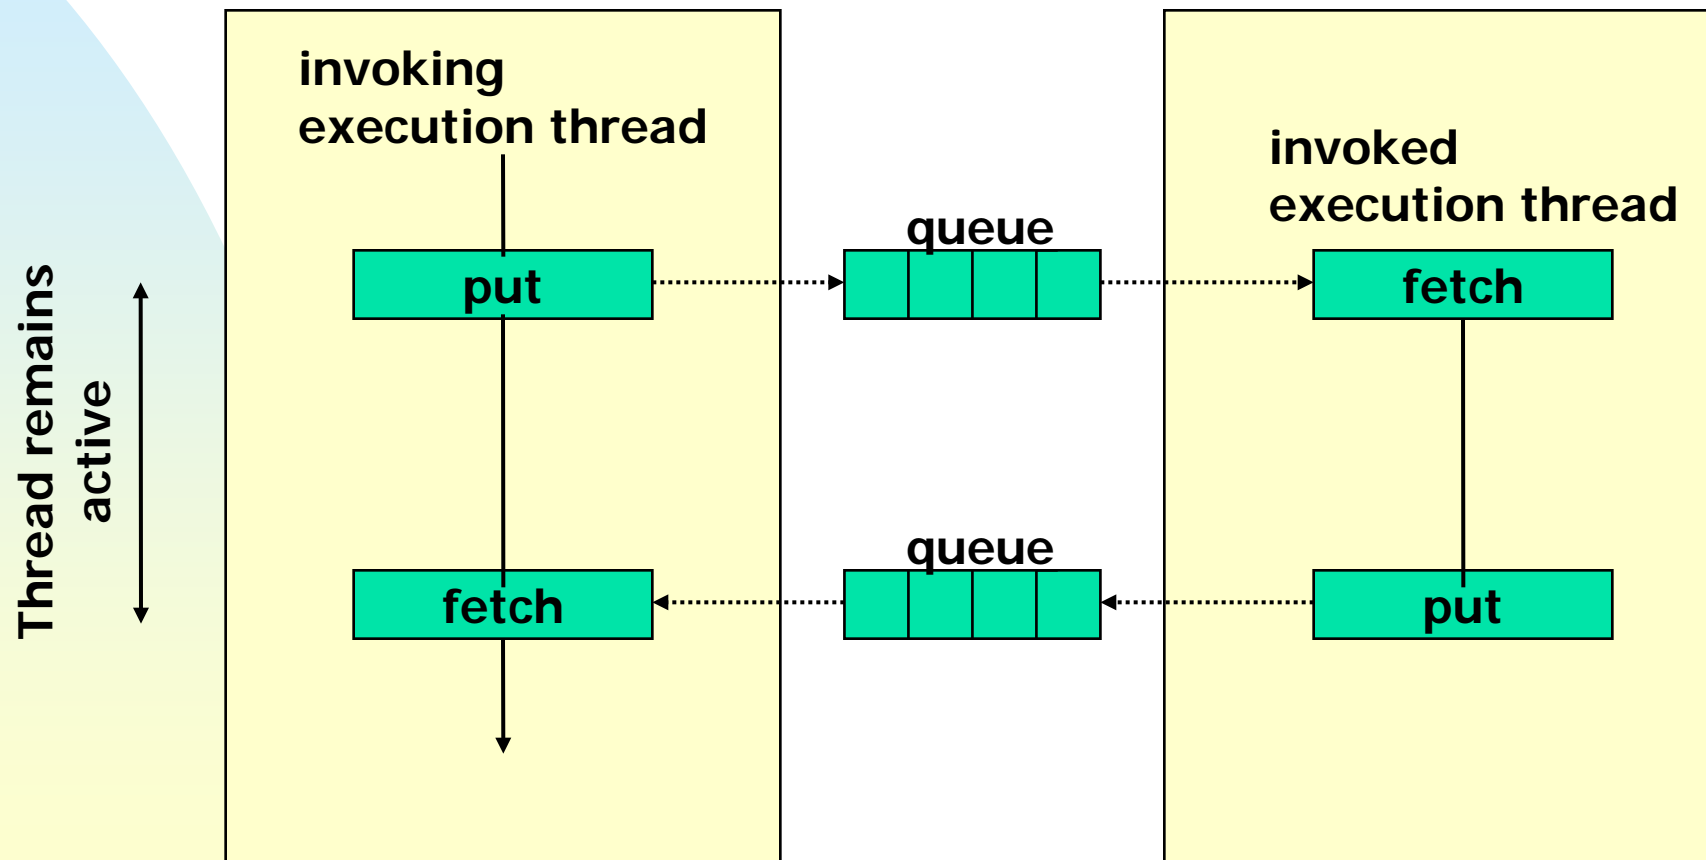 invoking
execution thread
invoked
execution thread
queue
put
fetch
Thread remains
active
queue
fetch
put